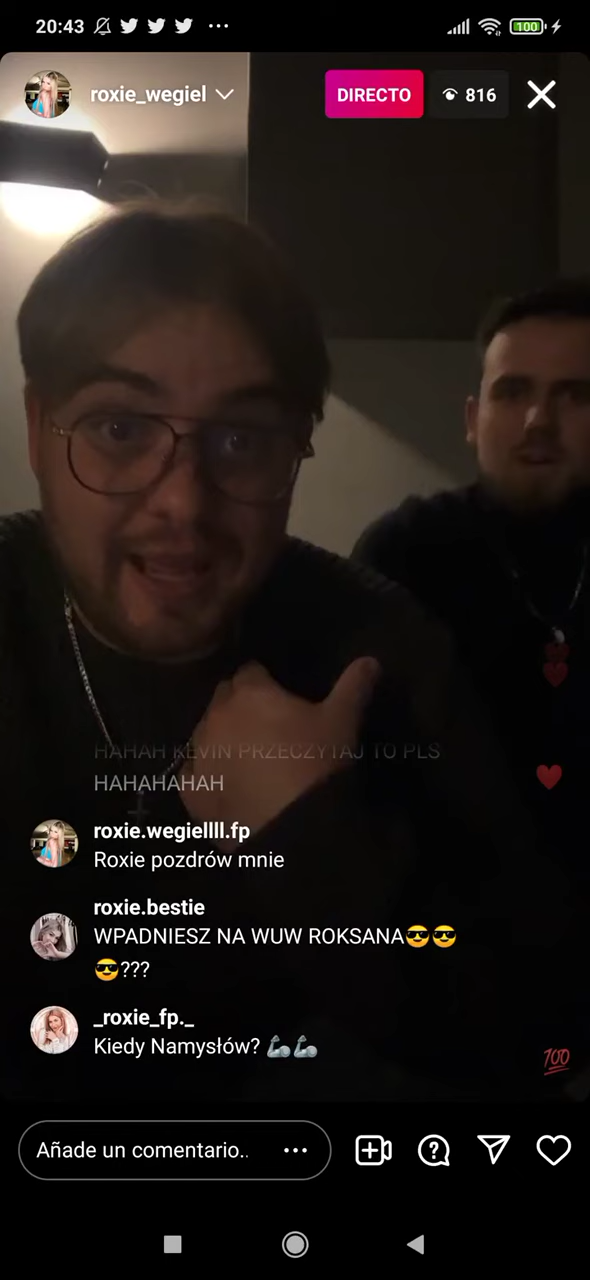 20:43
100
roxie_wegiel
DIRECTO
816
HAHAH KEVIN PRZECZYTAJ TO PLS
HAHAHAHAH
roxie.wegiellll.fp
Roxie pozdrów mnie
roxie.bestie
WPADNIESZ NA WUW ROKSANA😎😎
😎???
_roxie_fp._
Kiedy Namysłów? 🦾🦾
💯
Añade un comentario..